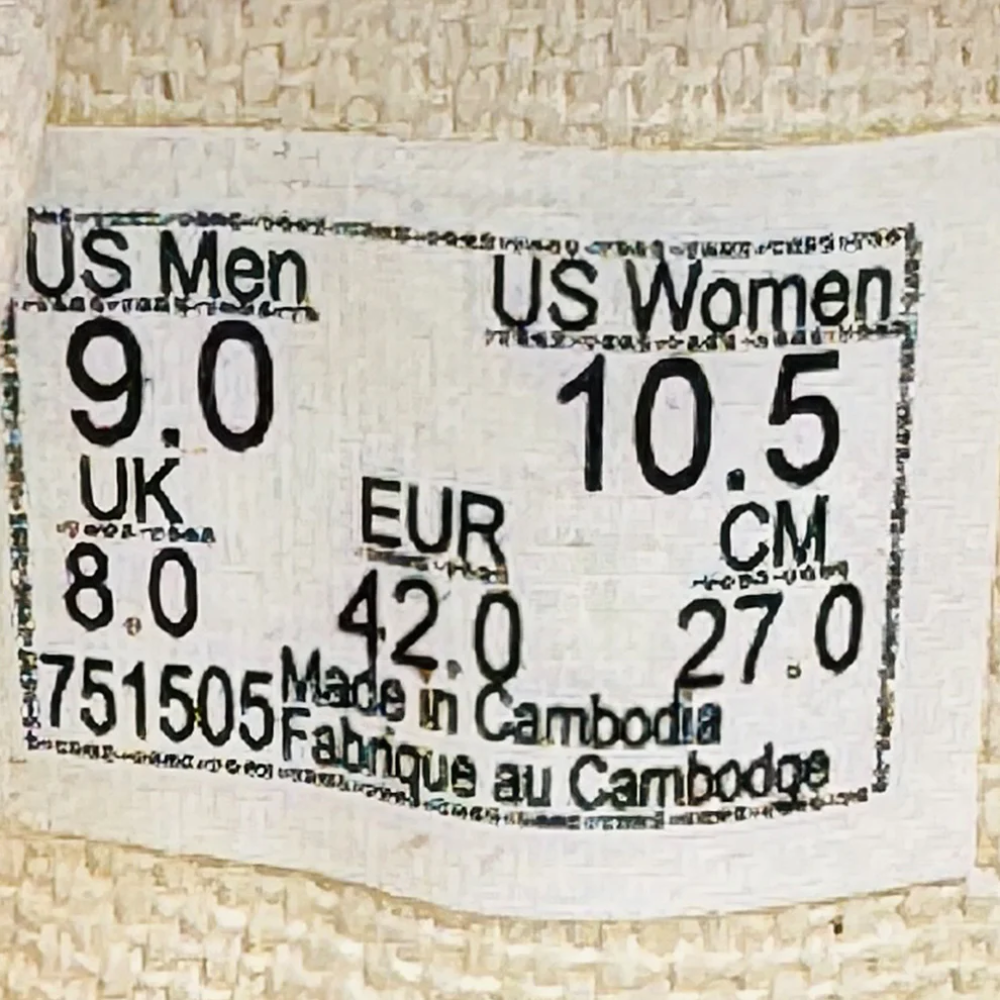 US Men US Women
9.0 10.5
UK EUR CM
8.0 42.0 27.0
751505 Made in Cambodia
Fabrique au Cambodge